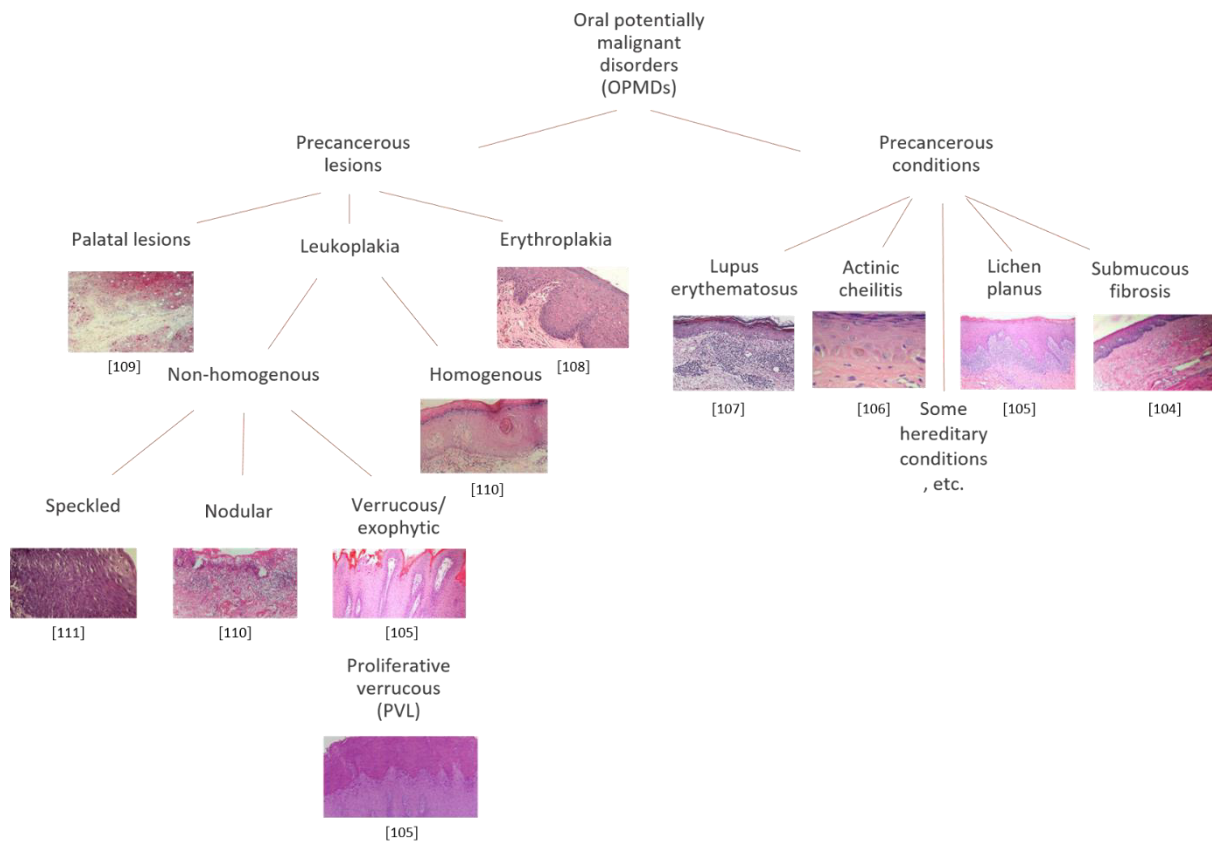 Oral potentially
malignant
disorders
(OPMDs)
Precancerous
lesions
Precancerous
conditions
Palatal lesions
[109]
Leukoplakia
Erythroplakia
[108]
Lupus
erythematosus
[107]
Actinic
cheilitis
[106]
Lichen
planus
[105]
Submucous
fibrosis
[104]
Some
hereditary
conditions
, etc.
Non-homogenous
Homogenous
[110]
Speckled
[111]
Nodular
[110]
Verrucous/
exophytic
[105]
Proliferative
verrucous
(PVL)
[105]